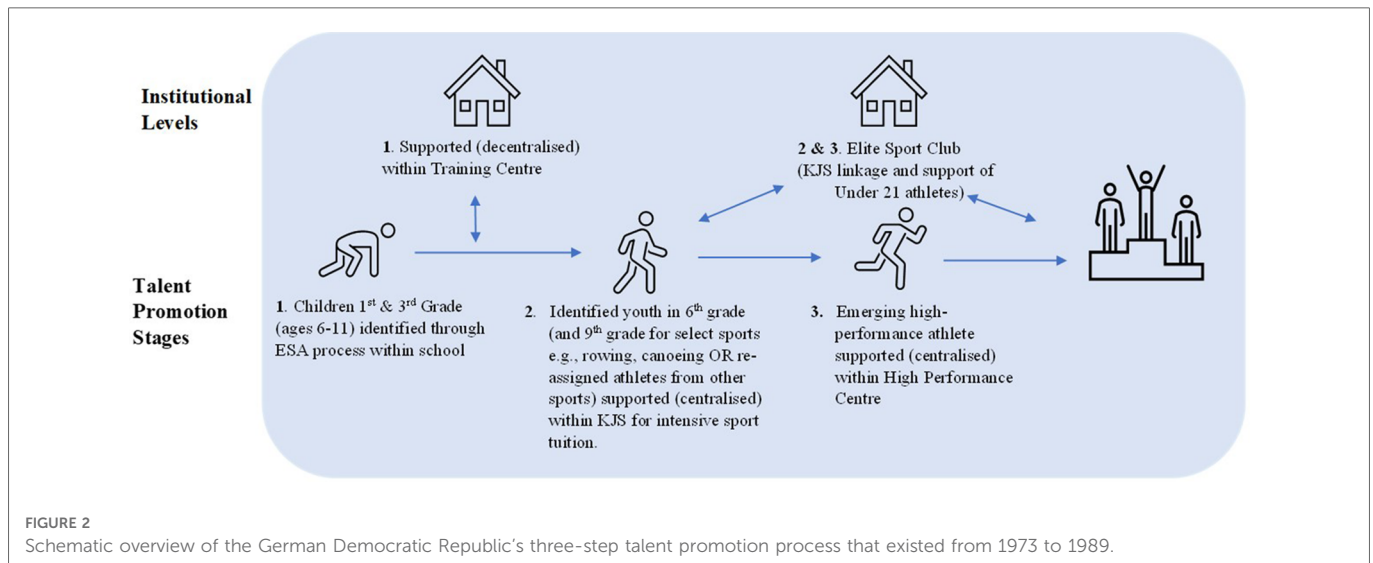 Institutional
Levels
1. Supported (decentralised)
within Training Centre
2 & 3. Elite Sport Club
(KJS linkage and support of
Under 21 athletes)
Talent
Promotion
Stages
1. Children 1st & 3rd Grade
(ages 6-11) identified through
ESA process within school
2. Identified youth in 6th grade
(and 9th grade for select sports
e.g., rowing, canoeing OR re-
assigned athletes from other
sports) supported (centralised)
within KJS for intensive sport
tuition.
3. Emerging high-
performance athlete
supported (centralised)
within High Performance
Centre
FIGURE 2
Schematic overview of the German Democratic Republic's three-step talent promotion process that existed from 1973 to 1989.